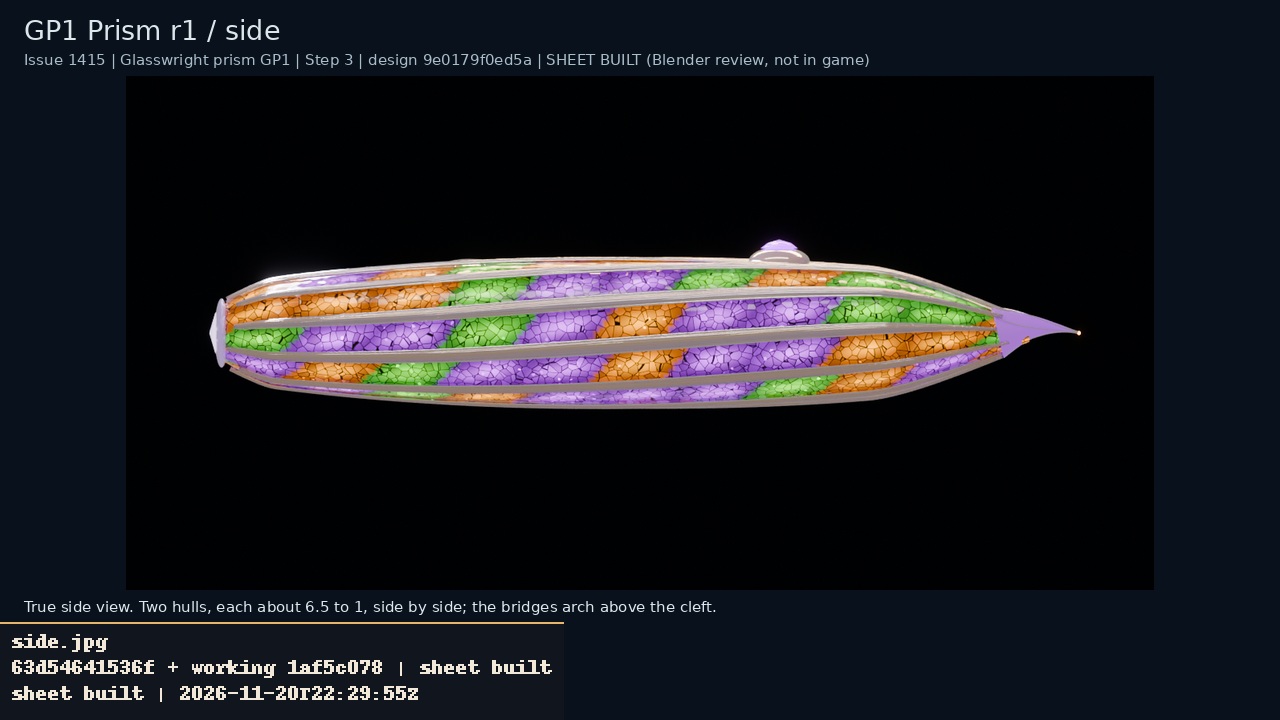 GP1 Prism r1 / side
Issue 1415 | Glasswright prism GP1 | Step 3 | design 9e0179f0ed5a | SHEET BUILT (Blender review, not in game)
True side view. Two hulls, each about 6.5 to 1, side by side; the bridges arch above the cleft.
side.jpg
63d54641536f + working 1af5c078 | sheet built
sheet built | 2026-11-20T22:29:55Z